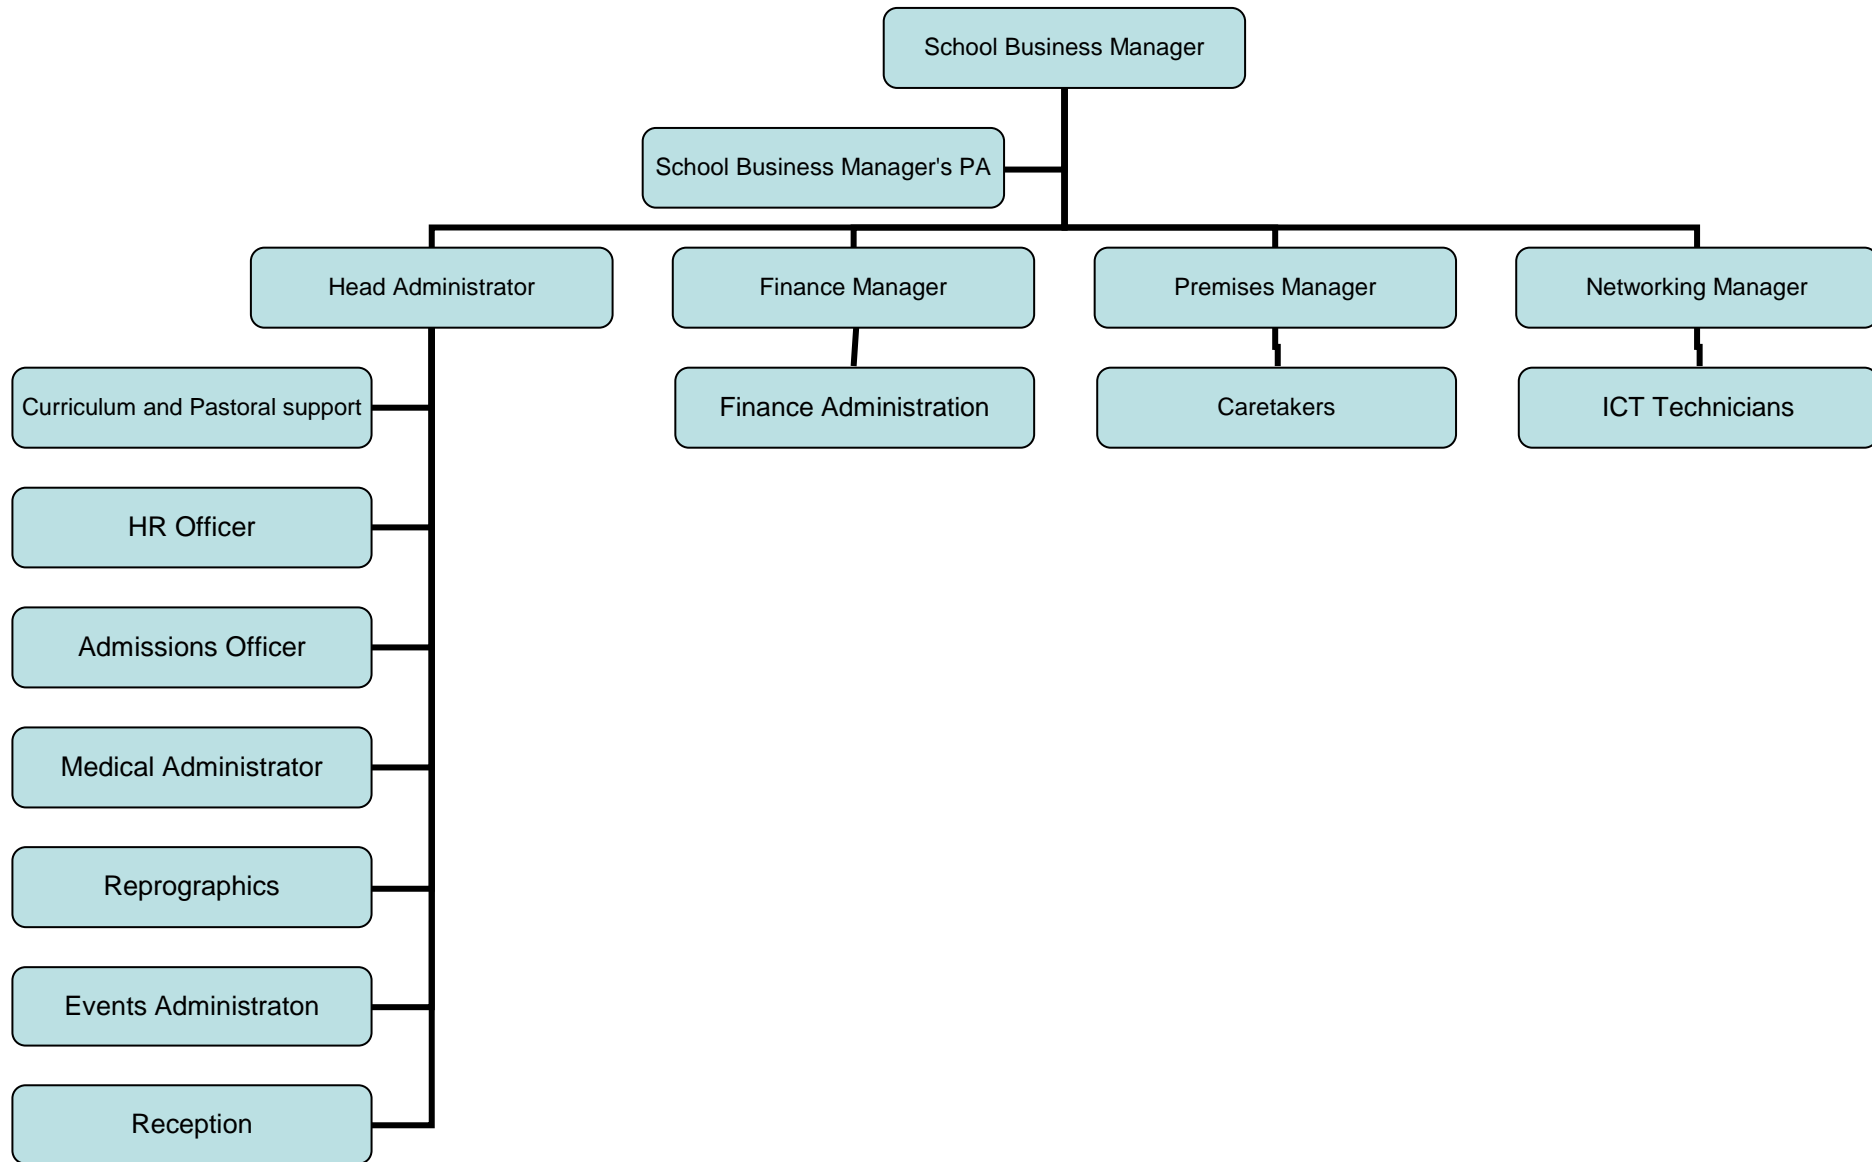 School Business Manager
School Business Manager's PA
Head Administrator
Finance Manager
Premises Manager
Networking Manager
Curriculum and Pastoral support
Finance Administration
Caretakers
ICT Technicians
HR Officer
Admissions Officer
Medical Administrator
Reprographics
Events Administraton
Reception